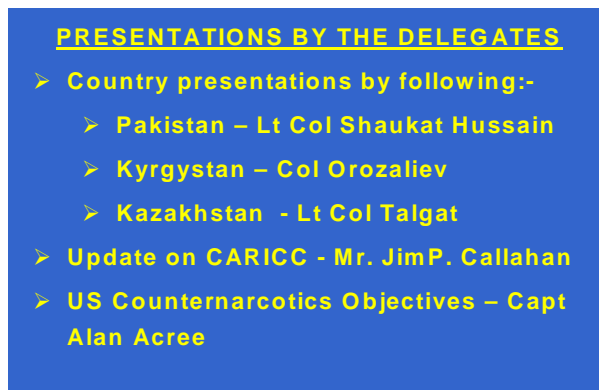 PRESENTATIONS BY THE DELEGATES
➢ Country presentations by following:-
➢ Pakistan – Lt Col Shaukat Hussain
➢ Kyrgystan – Col Orozaliev
➢ Kazakhstan - Lt Col Talgat
➢ Update on CARICC - Mr. JimP. Callahan
➢ US Counternarcotics Objectives – Capt
Alan Acree